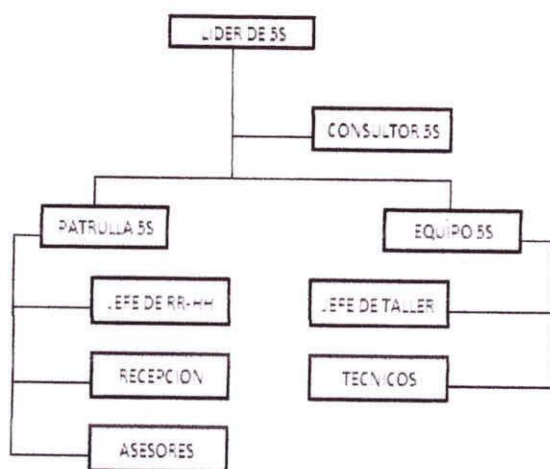 LIDER DE 5S
CONSULTOR 5S
PATRULLA 5S
EQUIPO 5S
JEFE DE RR-HH
JEFE DE TALLER
RECEPCION
TECNICOS
ASESORES